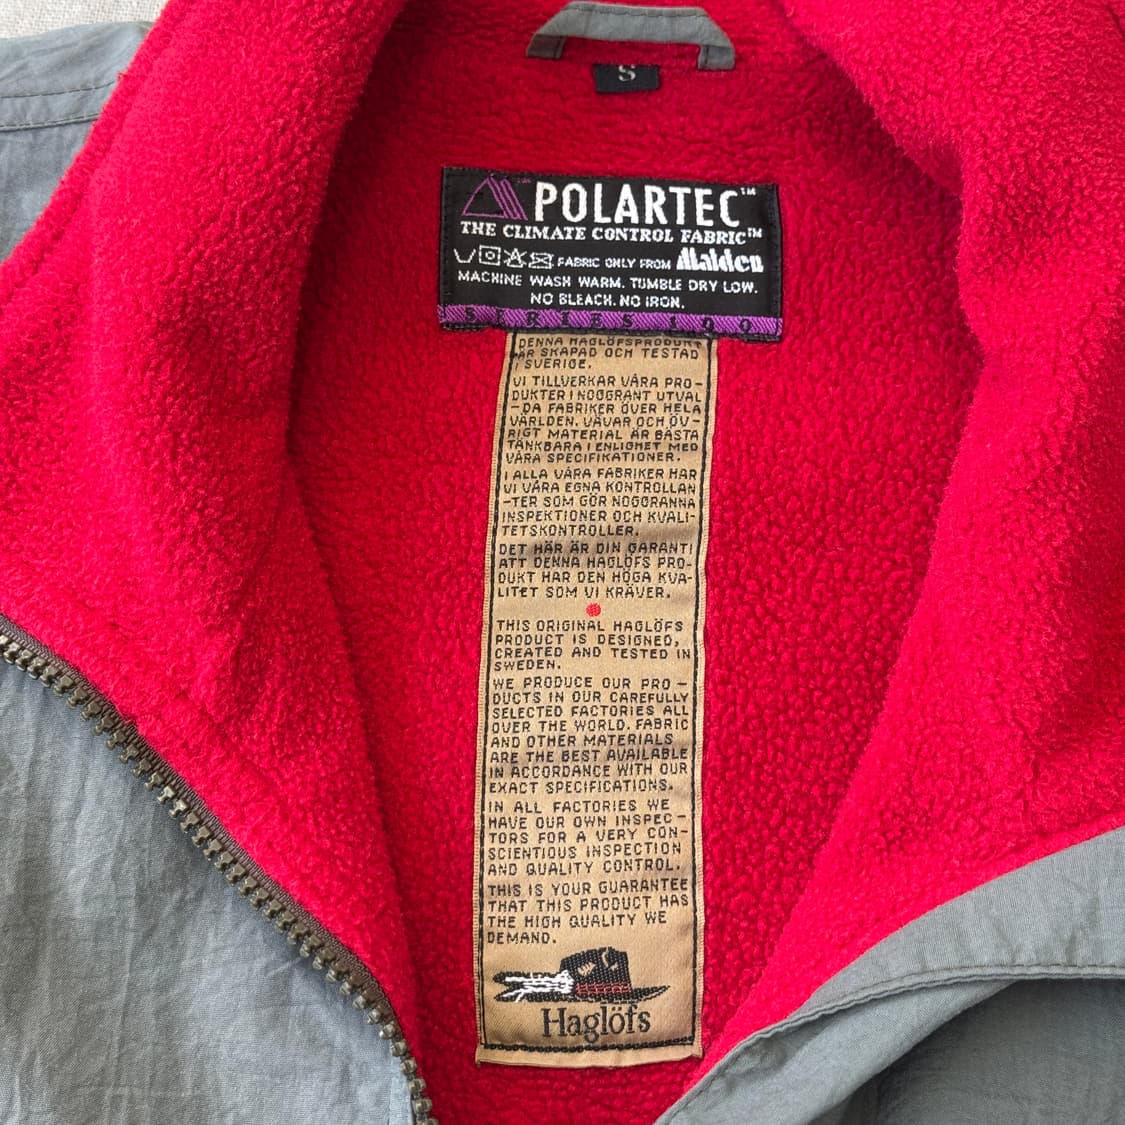 S
POLARTEC™
THE CLIMATE CONTROL FABRIC™
FABRIC ONLY FROM Malden
MACHINE WASH WARM. TUMBLE DRY LOW.
NO BLEACH. NO IRON.
SERIES 100
DENNA HAGLÖFSPRODUKT
ÄR SKAPAD OCH TESTAD
I SVERIGE.
VI TILLVERKAR VÅRA PRO-
DUKTER I NOGGRANT UTVAL
-DA FABRIKER ÖVER HELA
VÄRLDEN. VÄVAR OCH ÖV-
RIGT MATERIAL ÄR BÄSTA
TÄNKBARA I ENLIGHET MED
VÅRA SPECIFIKATIONER.
I ALLA VÅRA FABRIKER HAR
VI VÅRA EGNA KONTROLLAN
-TER SOM GÖR NOGGRANNA
INSPEKTIONER OCH KVALI-
TETSKONTROLLER.
DET HÄR ÄR DIN GARANTI
ATT DENNA HAGLÖFS PRO-
DUKT HAR DEN HÖGA KVA-
LITET SOM VI KRÄVER.
THIS ORIGINAL HAGLÖFS
PRODUCT IS DESIGNED,
CREATED AND TESTED IN
SWEDEN.
WE PRODUCE OUR PRO-
DUCTS IN OUR CAREFULLY
SELECTED FACTORIES ALL
OVER THE WORLD. FABRIC
AND OTHER MATERIALS
ARE THE BEST AVAILABLE
IN ACCORDANCE WITH OUR
EXACT SPECIFICATIONS.
IN ALL FACTORIES WE
HAVE OUR OWN INSPEC-
TORS FOR A VERY CON-
SCIENTIOUS INSPECTION
AND QUALITY CONTROL.
THIS IS YOUR GUARANTEE
THAT THIS PRODUCT HAS
THE HIGH QUALITY WE
DEMAND.
Haglöfs